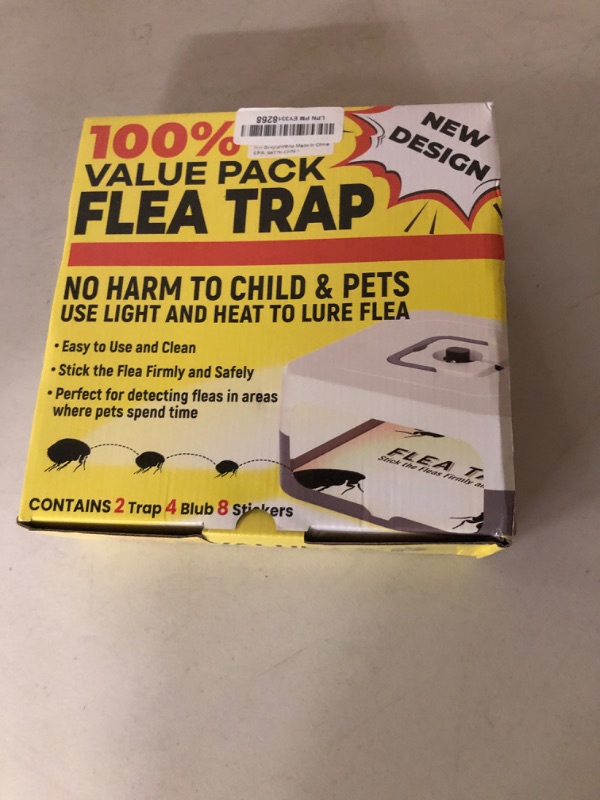 100%
VALUE PACK
FLEA TRAP
NEW
DESIGN
NO HARM TO CHILD & PETS
USE LIGHT AND HEAT TO LURE FLEA
• Easy to Use and Clean
• Stick the Flea Firmly and Safely
• Perfect for detecting fleas in areas
where pets spend time
FLEA T
Stick the Fleas Firmly
CONTAINS 2 Trap 4 Blub 8 Stickers